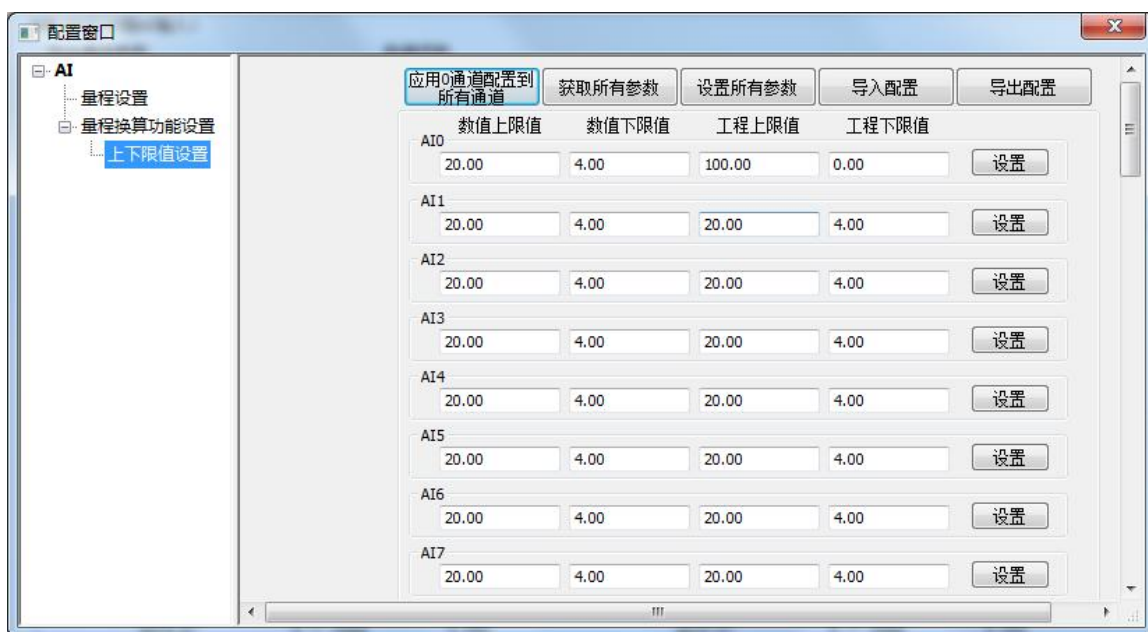 配置窗口
AI
量程设置
量程换算功能设置
上下限值设置
应用0通道配置到
所有通道
获取所有参数
设置所有参数
导入配置
导出配置
数值上限值 数值下限值 工程上限值 工程下限值
AI0
20.00 4.00 100.00 0.00 设置
AI1
20.00 4.00 20.00 4.00 设置
AI2
20.00 4.00 20.00 4.00 设置
AI3
20.00 4.00 20.00 4.00 设置
AI4
20.00 4.00 20.00 4.00 设置
AI5
20.00 4.00 20.00 4.00 设置
AI6
20.00 4.00 20.00 4.00 设置
AI7
20.00 4.00 20.00 4.00 设置